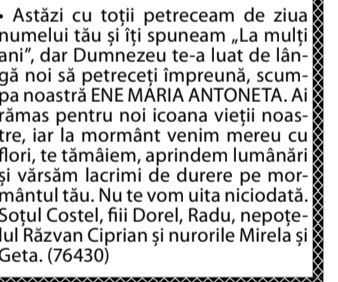 • Astăzi cu toții petreceam de ziua
numelui tău și îți spuneam „La mulți
ani”, dar Dumnezeu te-a luat de lân-
gă noi să petreceți împreună, scum-
pa noastră ENE MARIA ANTONETA. Ai
rămas pentru noi icoana vieții noas-
tre, iar la mormânt venim mereu cu
flori, te tămâiem, aprindem lumânări
și vărsăm lacrimi de durere pe mor-
mântul tău. Nu te vom uita niciodată.
Soțul Costel, fiii Dorel, Radu, nepoțe-
lul Răzvan Ciprian și nurorile Mirela și
Geta. (76430)